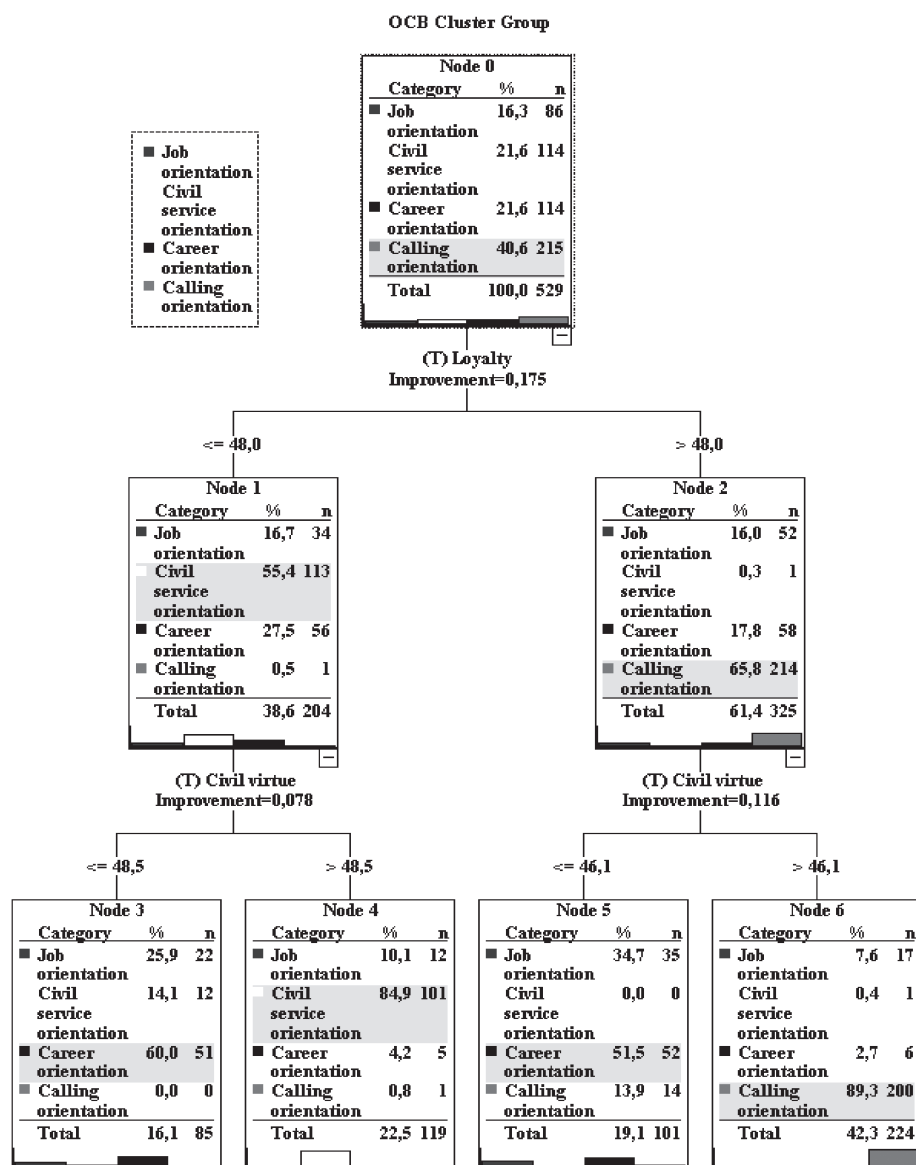 OCB Cluster Group
Node 0
Category % n
Job 16,3 86
orientation
Civil 21,6 114
service
orientation
Career 21,6 114
orientation
Calling 40,6 215
orientation
Total 100,0 529
Job
orientation
Civil
service
orientation
Career
orientation
Calling
orientation
(T) Loyalty
Improvement=0,175
<= 48,0
> 48,0
Node 1
Category % n
Job 16,7 34
orientation
Civil 55,4 113
service
orientation
Career 27,5 56
orientation
Calling 0,5 1
orientation
Total 38,6 204
Node 2
Category % n
Job 16,0 52
orientation
Civil 0,3 1
service
orientation
Career 17,8 58
orientation
Calling 65,8 214
orientation
Total 61,4 325
(T) Civil virtue
Improvement=0,078
(T) Civil virtue
Improvement=0,116
<= 48,5
> 48,5
<= 46,1
> 46,1
Node 3
Category % n
Job 25,9 22
orientation
Civil 14,1 12
service
orientation
Career 60,0 51
orientation
Calling 0,0 0
orientation
Total 16,1 85
Node 4
Category % n
Job 10,1 12
orientation
Civil 84,9 101
service
orientation
Career 4,2 5
orientation
Calling 0,8 1
orientation
Total 22,5 119
Node 5
Category % n
Job 34,7 35
orientation
Civil 0,0 0
service
orientation
Career 51,5 52
orientation
Calling 13,9 14
orientation
Total 19,1 101
Node 6
Category % n
Job 7,6 17
orientation
Civil 0,4 1
service
orientation
Career 2,7 6
orientation
Calling 89,3 200
orientation
Total 42,3 224